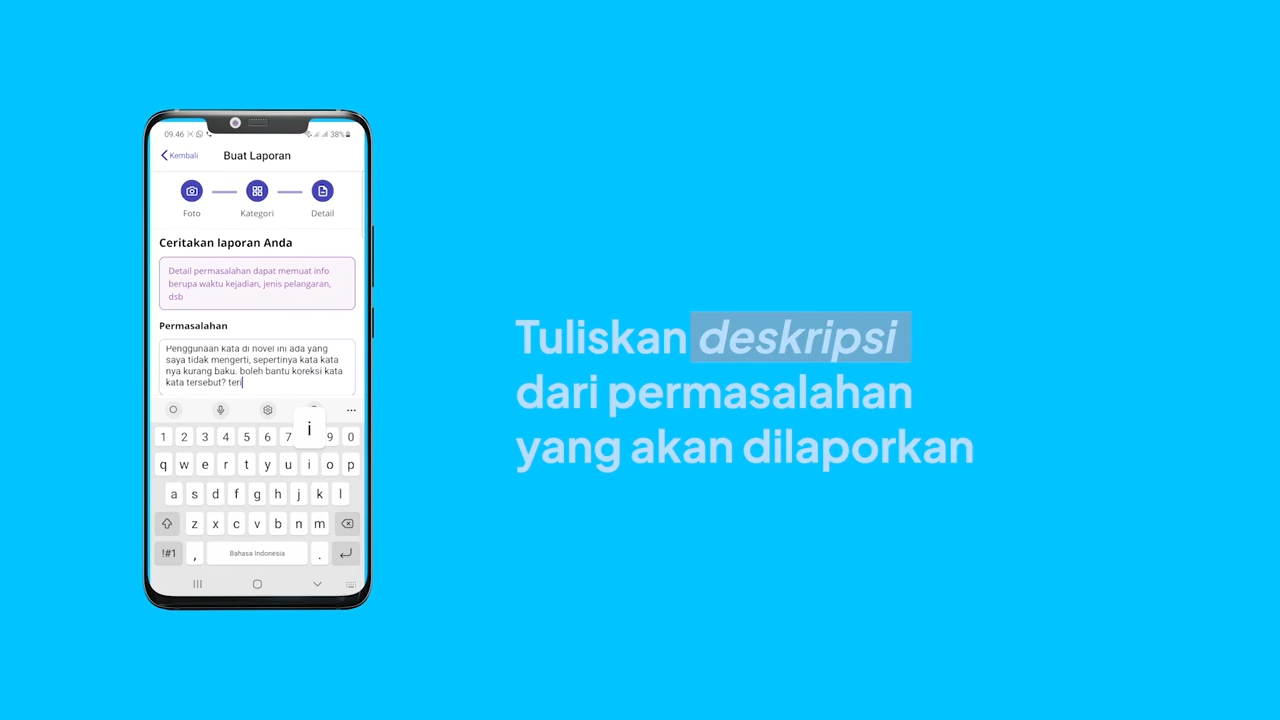 09.46
38%
Kembali
Buat Laporan
Foto
Kategori
Detail
Ceritakan laporan Anda
Detail permasalahan dapat memuat info
berupa waktu kejadian, jenis pelangaran,
dsb
Permasalahan
Penggunaan kata di novel ini ada yang
saya tidak mengerti, sepertinya kata kata
nya kurang baku. boleh bantu koreksi kata
kata tersebut? teri
i
1 2 3 4 5 6 7 9 0
q w e r t y u i o p
a s d f g h j k l
z x c v b n m
!#1 , Bahasa Indonesia .
Tuliskan deskripsi
dari permasalahan
yang akan dilaporkan